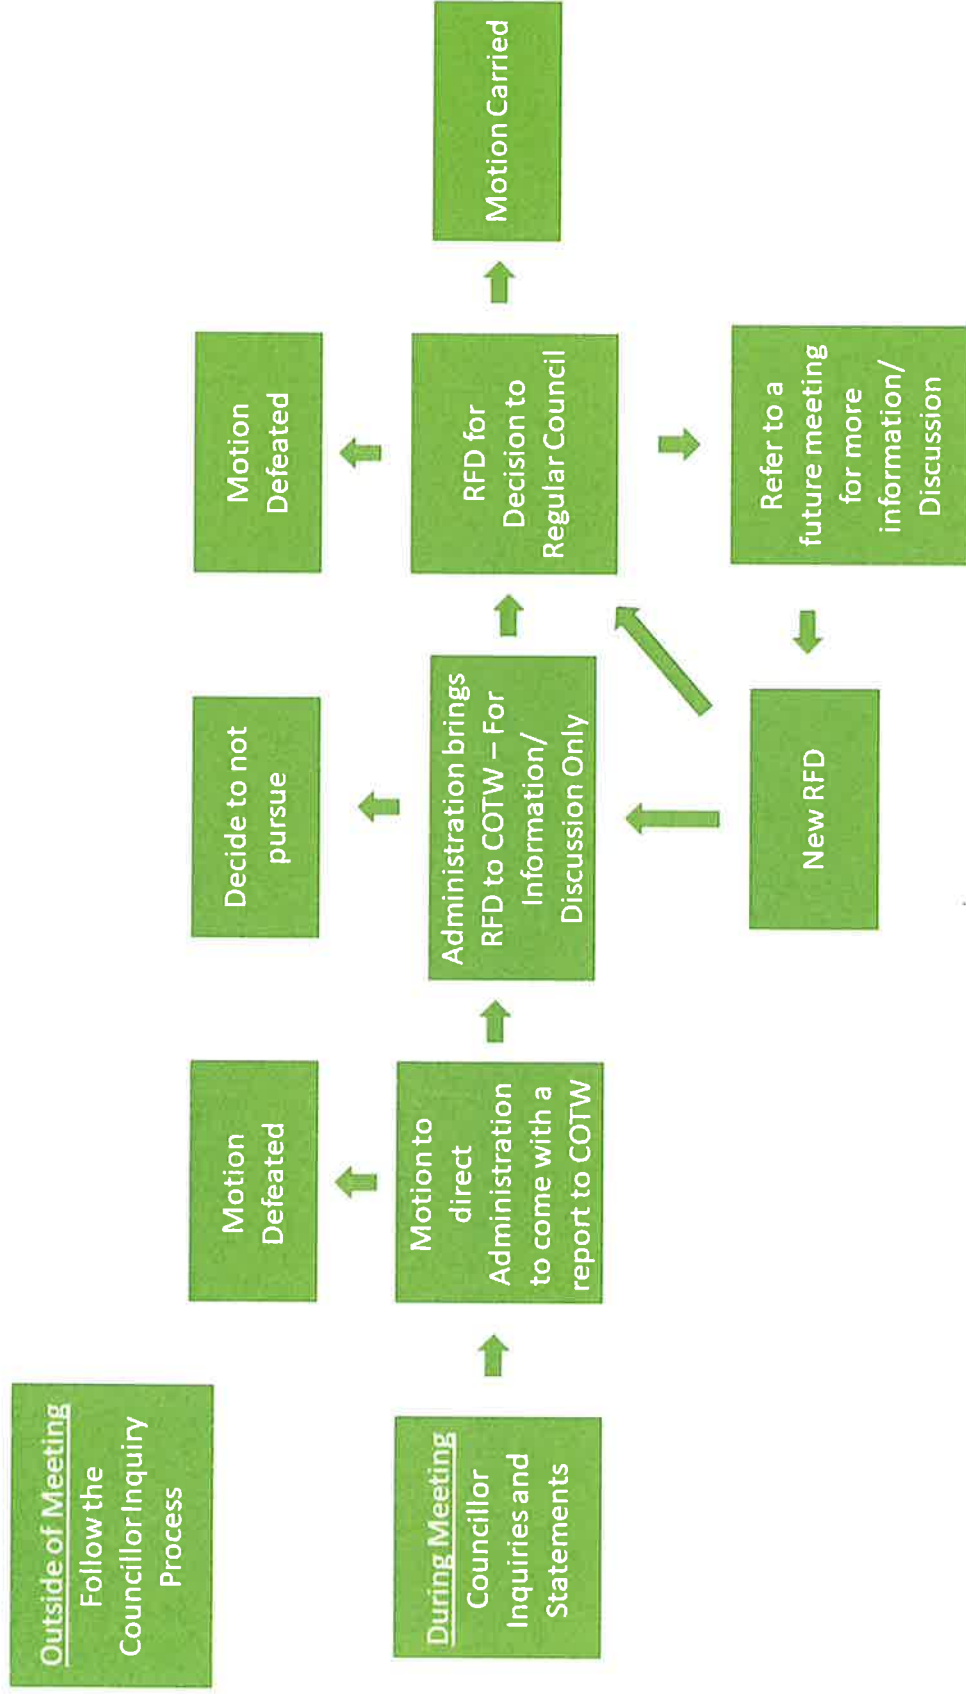 Outside of Meeting
Follow the
Councillor Inquiry
Process
During Meeting
Councillor
Inquiries and
Statements
Motion
Defeated
Motion to
direct
Administration
to come with a
report to COTW
Decide to not
pursue
Administration brings
RFD to COTW – For
Information/
Discussion Only
New RFD
Motion
Defeated
RFD for
Decision to
Regular Council
Refer to a
future meeting
for more
information/
Discussion
Motion Carried